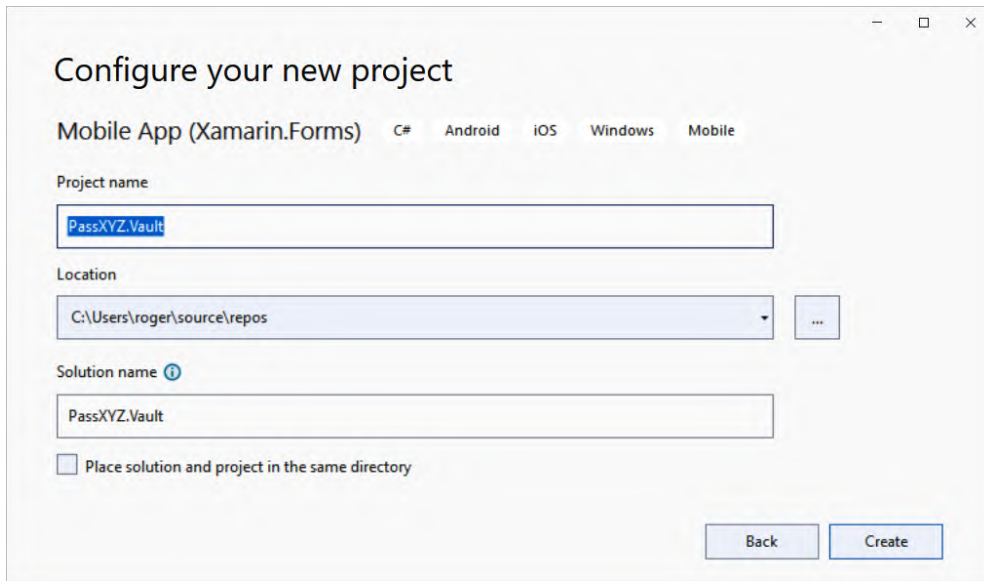 Configure your new project
Mobile App (Xamarin.Forms) C# Android iOS Windows Mobile
Project name
PassXYZ.Vault
Location
C:\Users\roger\source\repos
...
Solution name
PassXYZ.Vault
Place solution and project in the same directory
Back Create